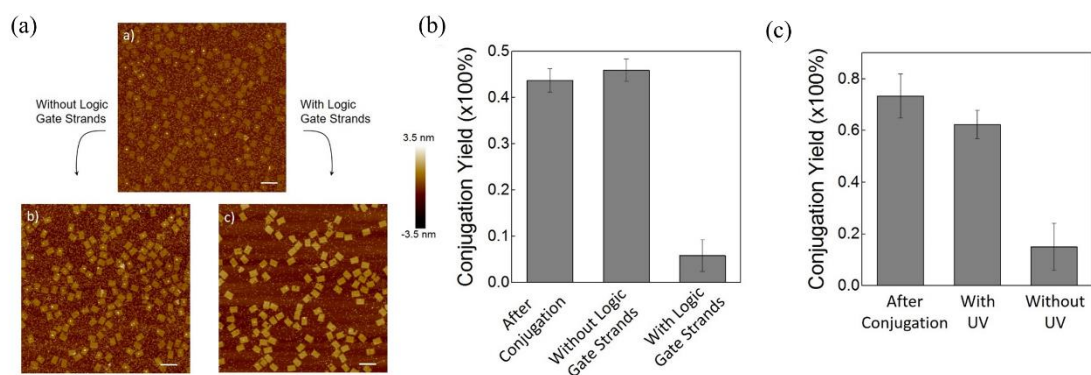 (a)
a)
Without Logic
Gate Strands
With Logic
Gate Strands
3.5 nm
-3.5 nm
b)
c)
(b)
Conjugation Yield (x100%)
0.5
0.4
0.3
0.2
0.1
0.0
After
Conjugation
Without Logic
Gate Strands
With Logic
Gate Strands
(c)
Conjugation Yield (x100%)
0.8
0.6
0.4
0.2
0.0
After
Conjugation
With
UV
Without
UV